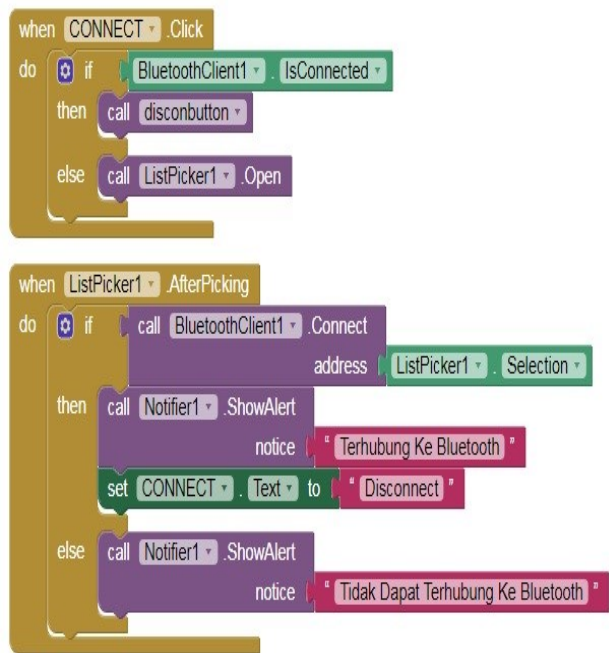 when CONNECT .Click
do if BluetoothClient1 . IsConnected
then call disconbutton
else call ListPicker1 .Open
when ListPicker1 .AfterPicking
do if call BluetoothClient1 .Connect
address ListPicker1 . Selection
then call Notifier1 .ShowAlert
notice " Terhubung Ke Bluetooth "
set CONNECT . Text to " Disconnect "
else call Notifier1 .ShowAlert
notice " Tidak Dapat Terhubung Ke Bluetooth "